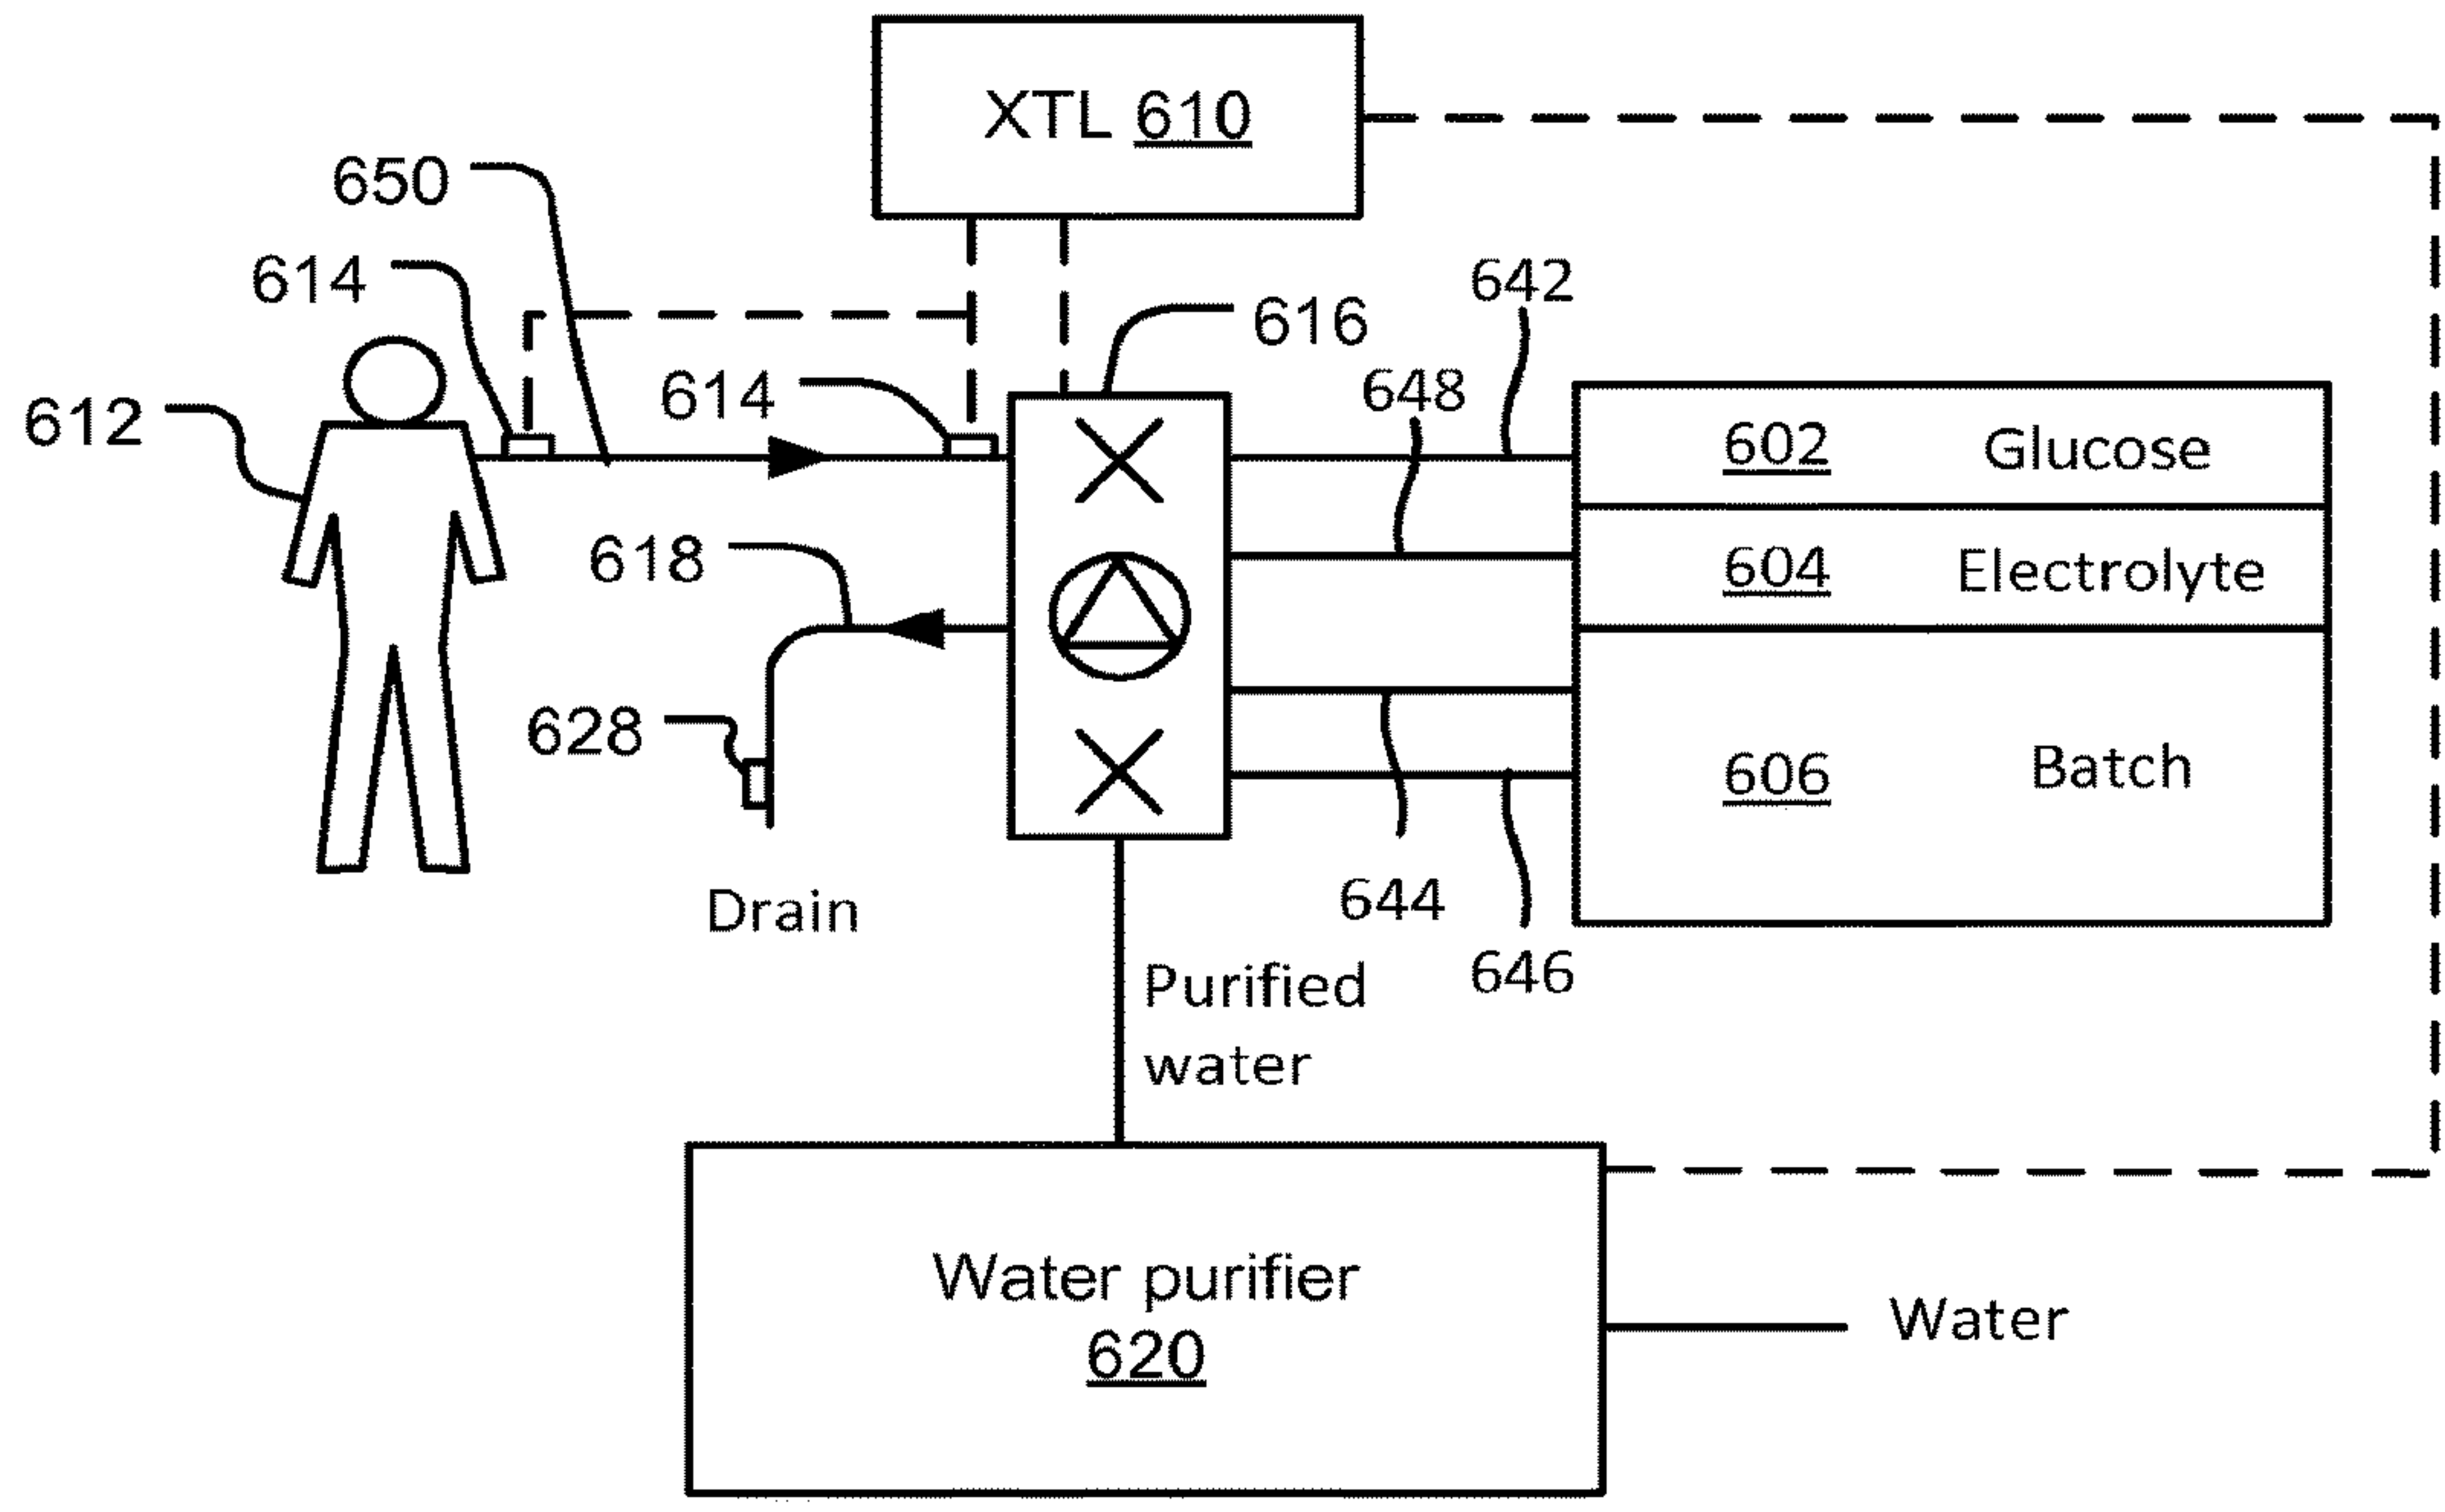 XTL 610
650
614
642
616
614
648
612
602 Glucose
618
604 Electrolyte
628
606 Batch
644
Drain
646
Purified
water
Water purifier
620
Water